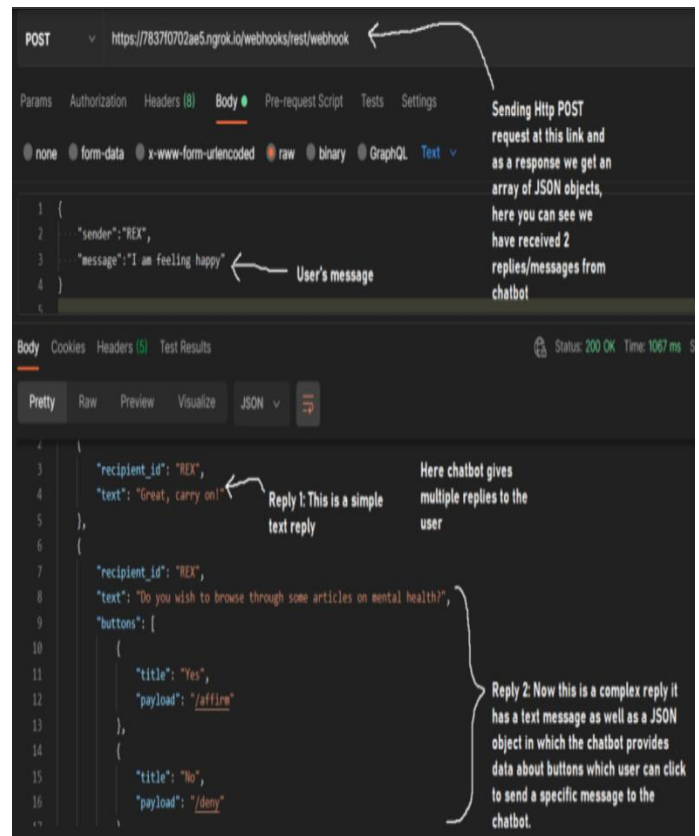 POST https://7837f0702ae5.ngrok.io/webhooks/rest/webhook
Params Authorization Headers (8) Body Pre-request Script Tests Settings
none form-data x-www-form-urlencoded raw binary GraphQL Text
Sending Http POST
request at this link and
as a response we get an
array of JSON objects,
here you can see we
have received 2
replies/messages from
chatbot
1 {
2 "sender":"REX",
3 "message":"I am feeling happy"
4 }
5
User's message
Body Cookies Headers (5) Test Results Status: 200 OK Time: 1067 ms S
Pretty Raw Preview Visualize JSON
2 {
3 "recipient_id": "REX",
4 "text": "Great, carry on!"
5 },
6 {
7 "recipient_id": "REX",
8 "text": "Do you wish to browse through some articles on mental health?",
9 "buttons": [
10 {
11 "title": "Yes",
12 "payload": "/affirm"
13 },
14 {
15 "title": "No",
16 "payload": "/deny"
17 }
Reply 1: This is a simple
text reply
Here chatbot gives
multiple replies to the
user
Reply 2: Now this is a complex reply it
has a text message as well as a JSON
object in which the chatbot provides
data about buttons which user can click
to send a specific message to the
chatbot.